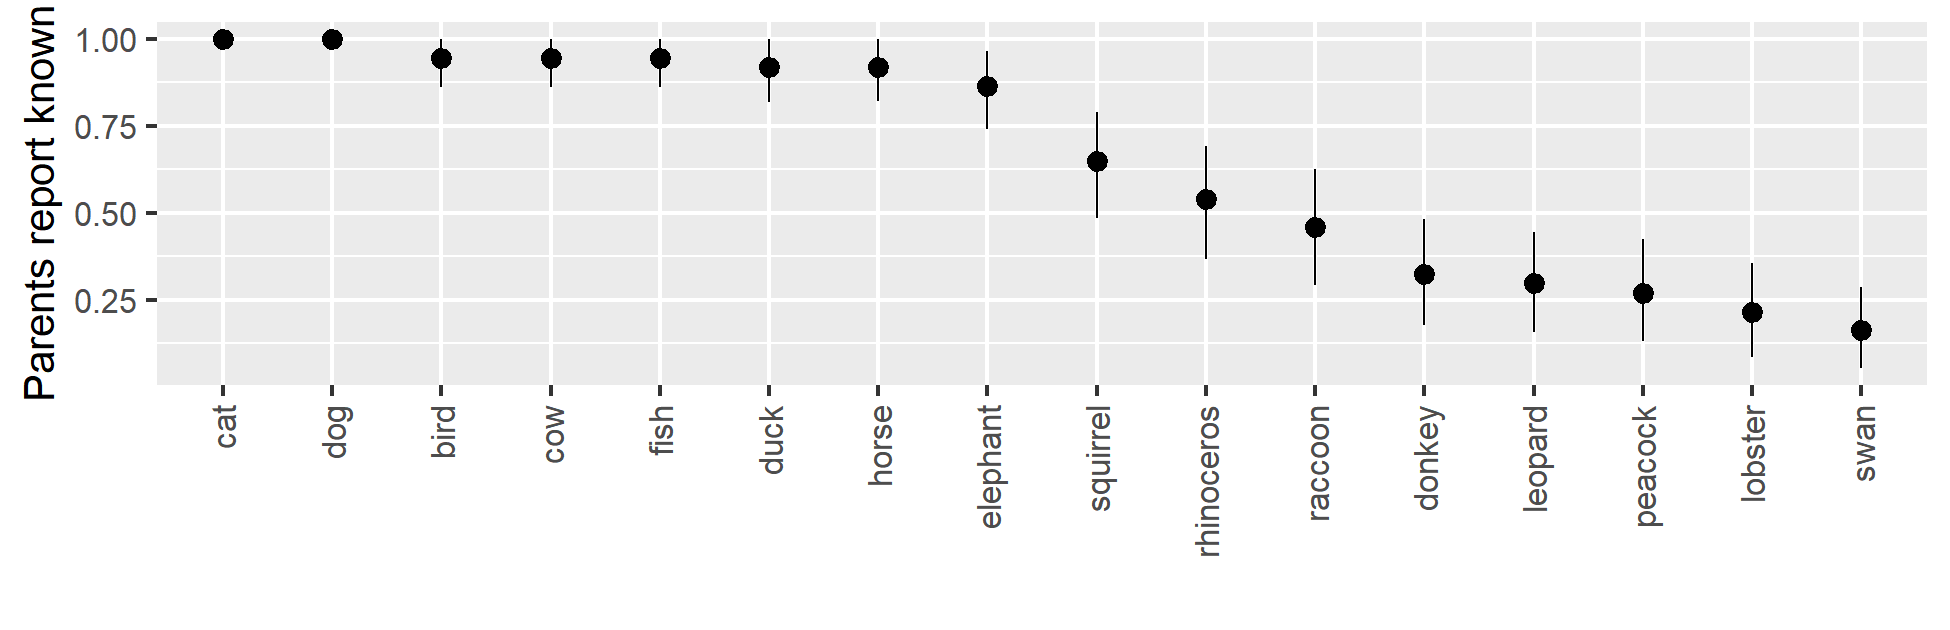 Parents report known
1.00
0.75
0.50
0.25
cat
dog
bird
cow
fish
duck
horse
elephant
squirrel
rhinoceros
raccoon
donkey
leopard
peacock
lobster
swan